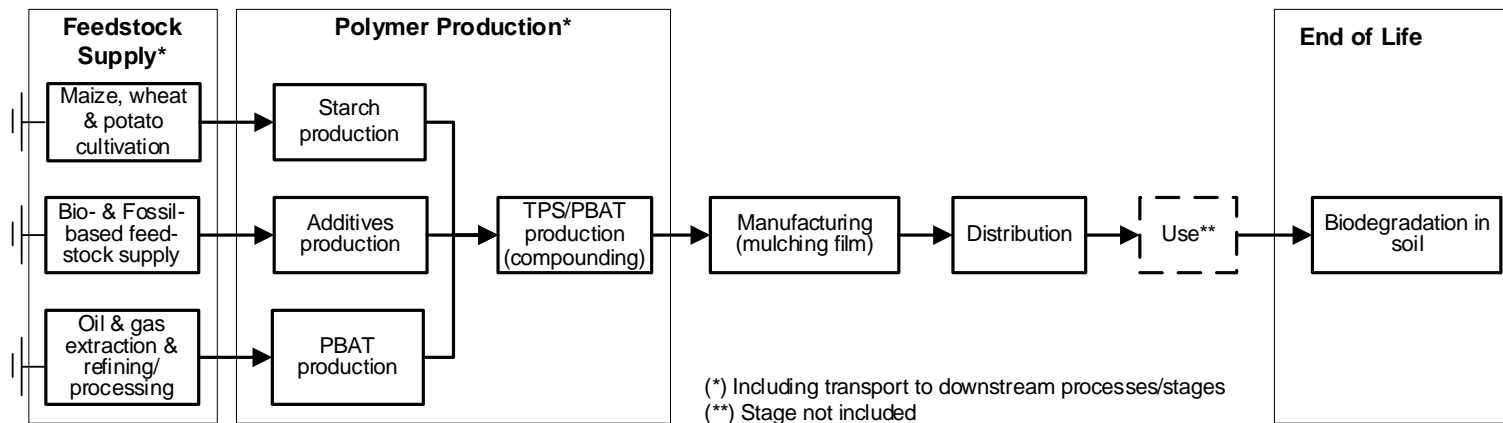 Feedstock
Supply*
Maize, wheat
& potato
cultivation
Bio- & Fossil-
based feed-
stock supply
Oil & gas
extraction &
refining/
processing
Polymer Production*
Starch
production
Additives
production
PBAT
production
TPS/PBAT
production
(compounding)
Manufacturing
(mulching film)
Distribution
Use**
End of Life
Biodegradation in
soil
(*) Including transport to downstream processes/stages
(**) Stage not included